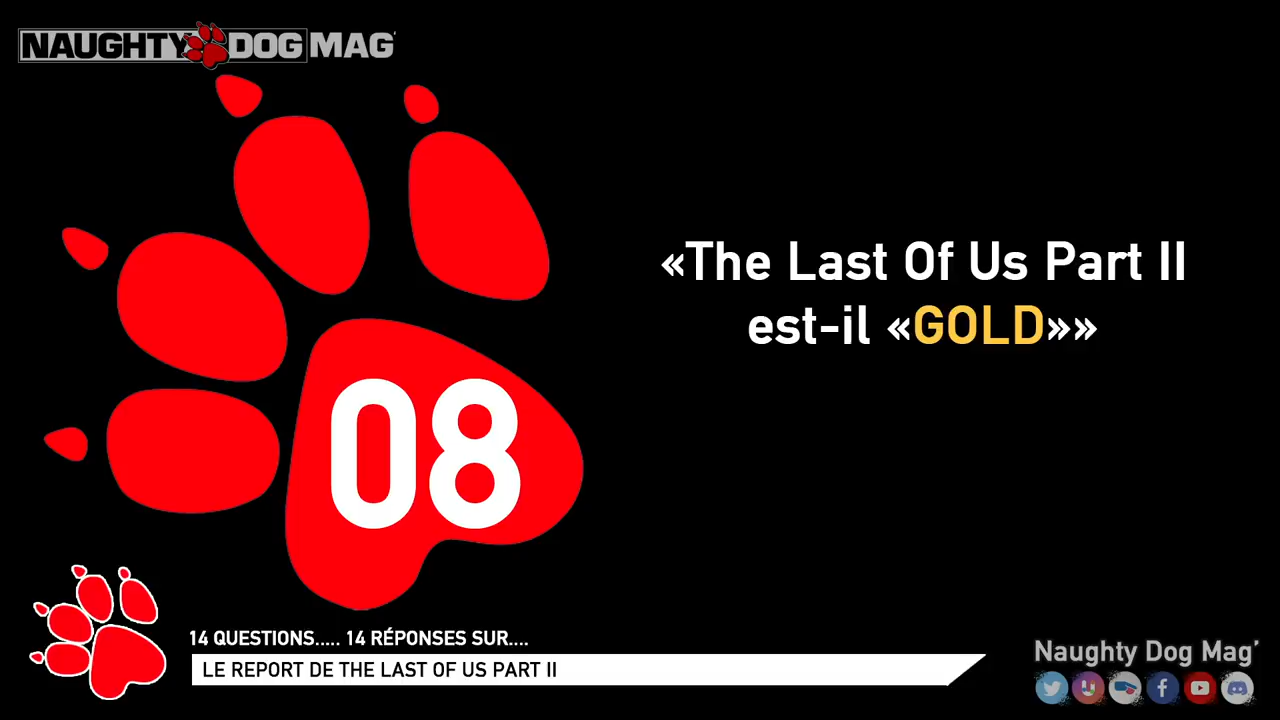 NAUGHTY DOG MAG'
«The Last Of Us Part II
est-il «GOLD»»
08
14 QUESTIONS..... 14 RÉPONSES SUR....
LE REPORT DE THE LAST OF US PART II
Naughty Dog Mag'